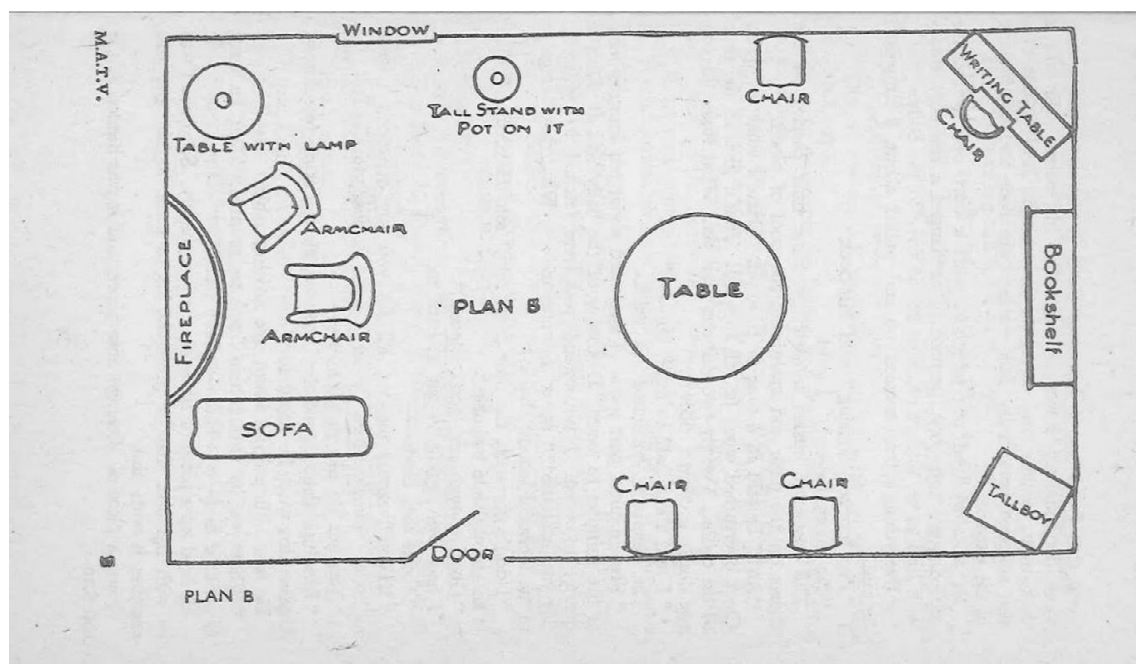 WINDOW
M.A.T.V.
TABLE WITH LAMP
TALL STAND WITH
POT ON IT
CHAIR
WRITING TABLE
CHAIR
ARMCHAIR
FIREPLACE
ARMCHAIR
PLAN B
TABLE
Bookshelf
SOFA
CHAIR
CHAIR
TALLBOY
DOOR
PLAN B